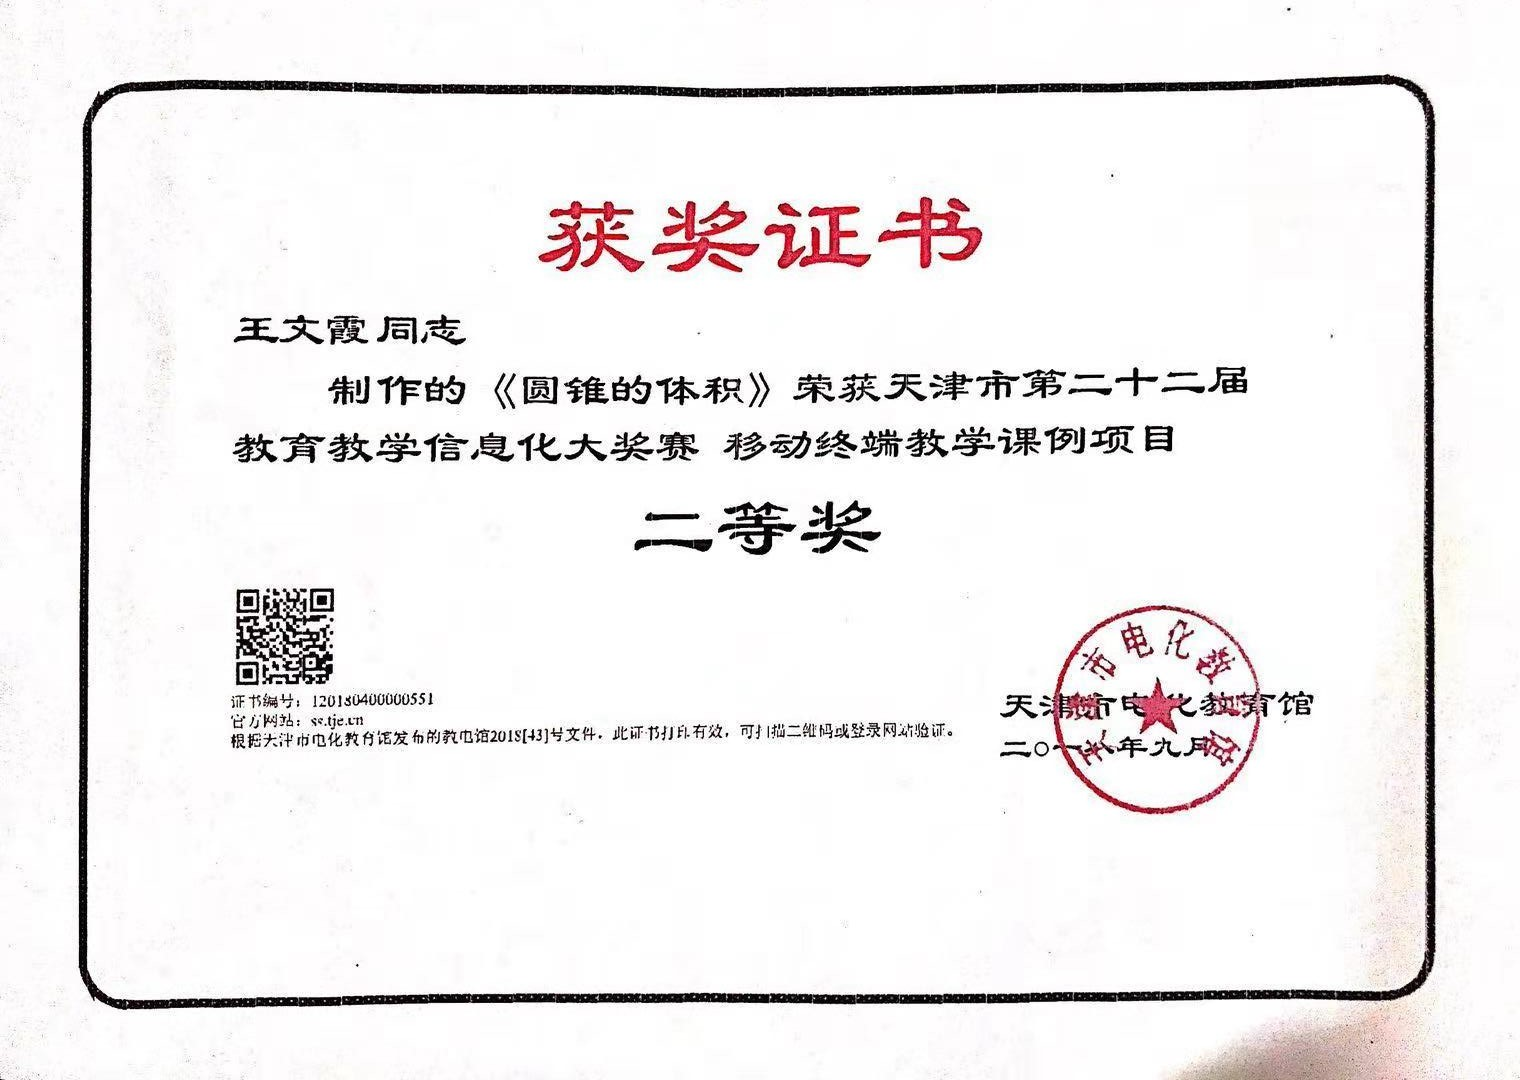 获奖证书
王文霞 同志
制作的《圆锥的体积》荣获天津市第二十二届
教育教学信息化大奖赛 移动终端教学课例项目
二等奖
证书编号：120180400000551
官方网站：ss.tje.cn
根据天津市电化教育馆发布的教电馆2018[43]号文件，此证书打印有效，可扫描二维码或登录网站验证。
天津市电化教育馆
天津市电化教育馆
二〇一八年九月